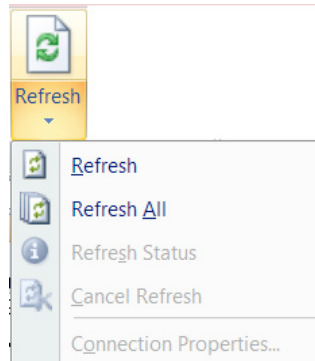 Refresh
Refresh
Refresh All
Refresh Status
Cancel Refresh
Connection Properties...